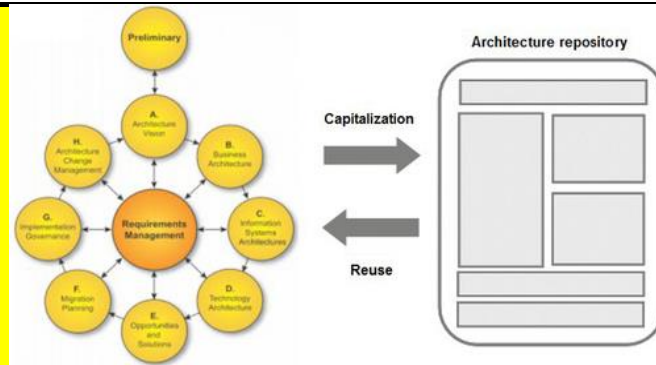 Preliminary
A.
Architecture
Vision
H.
Architecture
Change
Management
B.
Business
Architecture
G.
Implementation
Governance
Requirements
Management
C.
Information
Systems
Architectures
F.
Migration
Planning
D.
Technology
Architecture
E.
Opportunities
and
Solutions
Capitalization
Reuse
Architecture repository